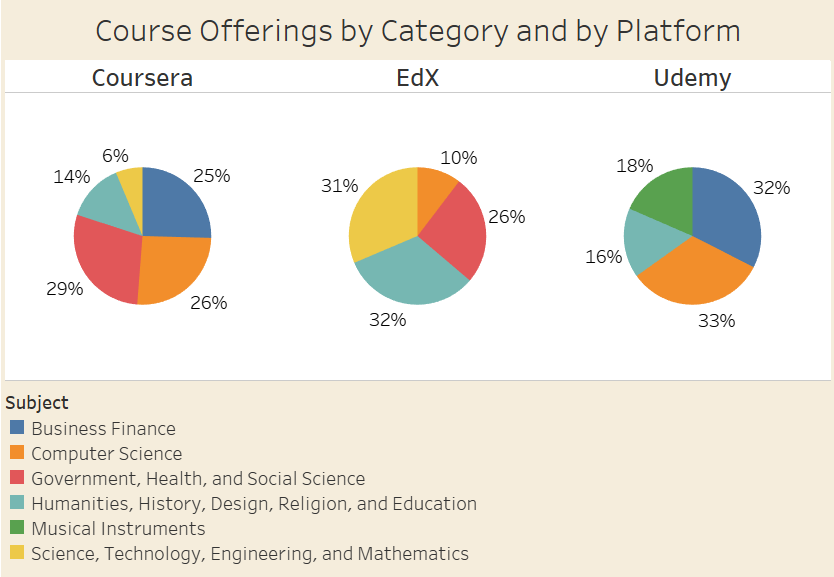 Course Offerings by Category and by Platform
Coursera
EdX
Udemy
6%
25%
14%
29%
26%
10%
31%
26%
32%
18%
32%
16%
33%
Subject
Business Finance
Computer Science
Government, Health, and Social Science
Humanities, History, Design, Religion, and Education
Musical Instruments
Science, Technology, Engineering, and Mathematics